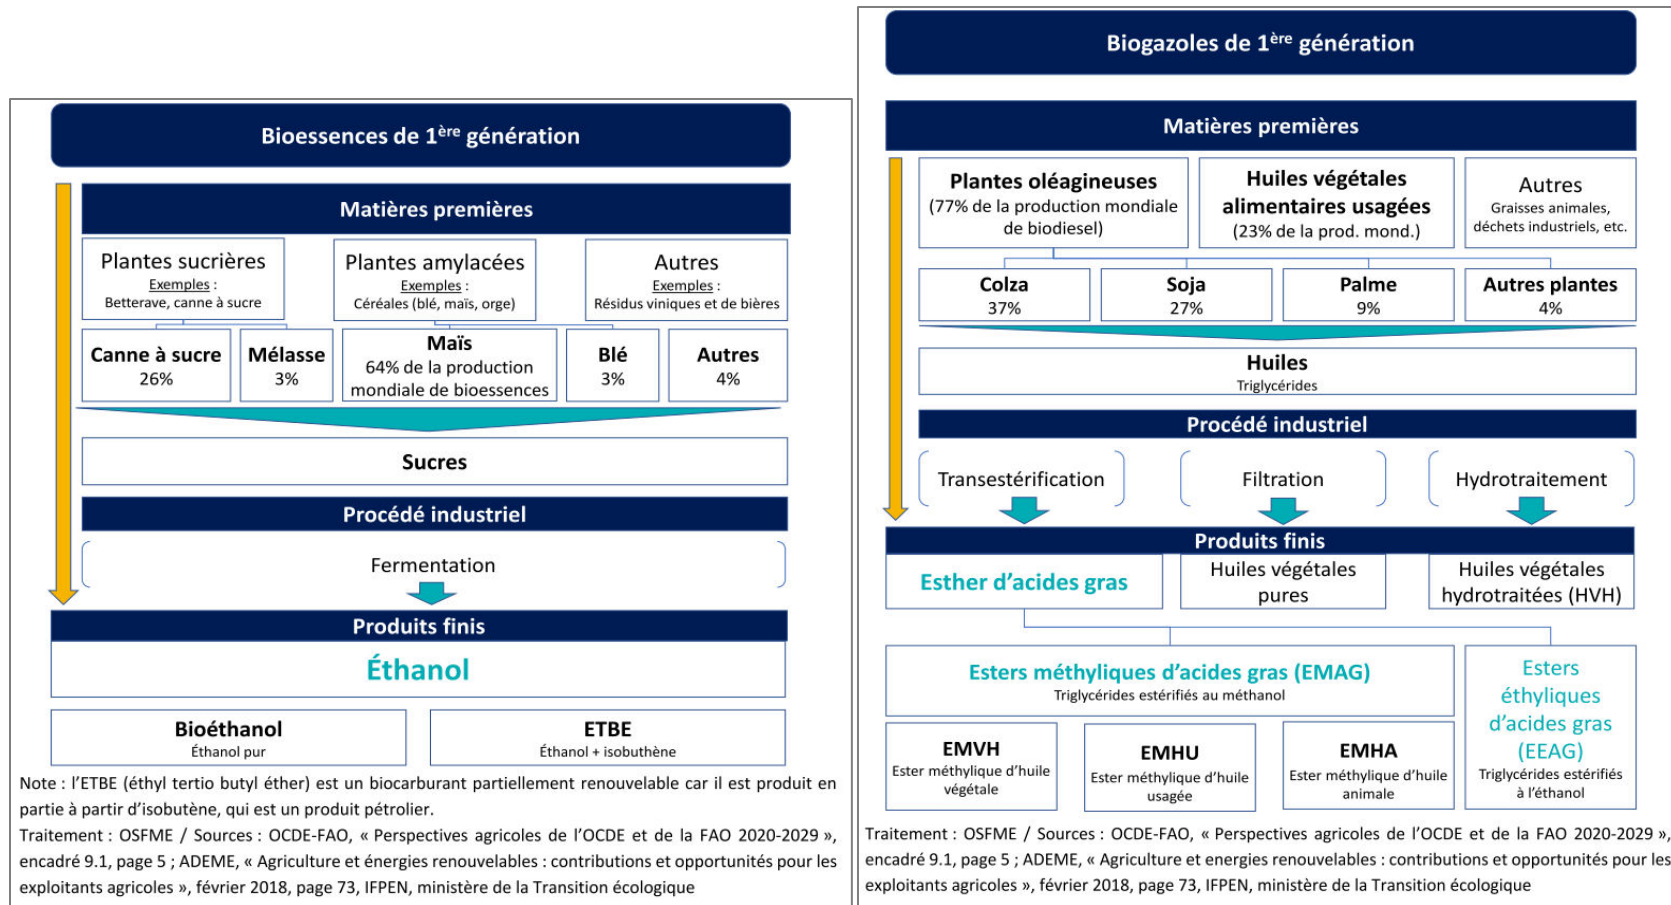 Bioessences de 1ère génération
Matières premières
Plantes sucrières
Exemples :
Betterave, canne à sucre
Plantes amylacées
Exemples :
Céréales (blé, maïs, orge)
Autres
Exemples :
Résidus viniques et de bières
Canne à sucre
26%
Mélasse
3%
Maïs
64% de la production
mondiale de bioessences
Blé
3%
Autres
4%
Sucres
Procédé industriel
Fermentation
Produits finis
Éthanol
Bioéthanol
Éthanol pur
ETBE
Éthanol + isobuthène
Note : l’ETBE (éthyl tertio butyl éther) est un biocarburant partiellement renouvelable car il est produit en
partie à partir d’isobutène, qui est un produit pétrolier.
Traitement : OSFME / Sources : OCDE-FAO, « Perspectives agricoles de l’OCDE et de la FAO 2020-2029 »,
encadré 9.1, page 5 ; ADEME, « Agriculture et énergies renouvelables : contributions et opportunités pour les
exploitants agricoles », février 2018, page 73, IFPEN, ministère de la Transition écologique
Biogazoles de 1ère génération
Matières premières
Plantes oléagineuses
(77% de la production mondiale
de biodiesel)
Huiles végétales
alimentaires usagées
(23% de la prod. mond.)
Autres
Graisses animales,
déchets industriels, etc.
Colza
37%
Soja
27%
Palme
9%
Autres plantes
4%
Huiles
Triglycérides
Procédé industriel
Transestérification
Filtration
Hydrotraitement
Produits finis
Esther d’acides gras
Huiles végétales
pures
Huiles végétales
hydrotraitées (HVH)
Esters méthyliques d’acides gras (EMAG)
Triglycérides estérifiés au méthanol
EMVH
Ester méthylique d’huile
végétale
EMHU
Ester méthylique d’huile
usagée
EMHA
Ester méthylique d’huile
animale
Esters
éthyliques
d’acides gras
(EEAG)
Triglycérides estérifiés
à l’éthanol
Traitement : OSFME / Sources : OCDE-FAO, « Perspectives agricoles de l’OCDE et de la FAO 2020-2029 »,
encadré 9.1, page 5 ; ADEME, « Agriculture et energies renouvelables : contributions et opportunités pour les
exploitants agricoles », février 2018, page 73, IFPEN, ministère de la Transition écologique